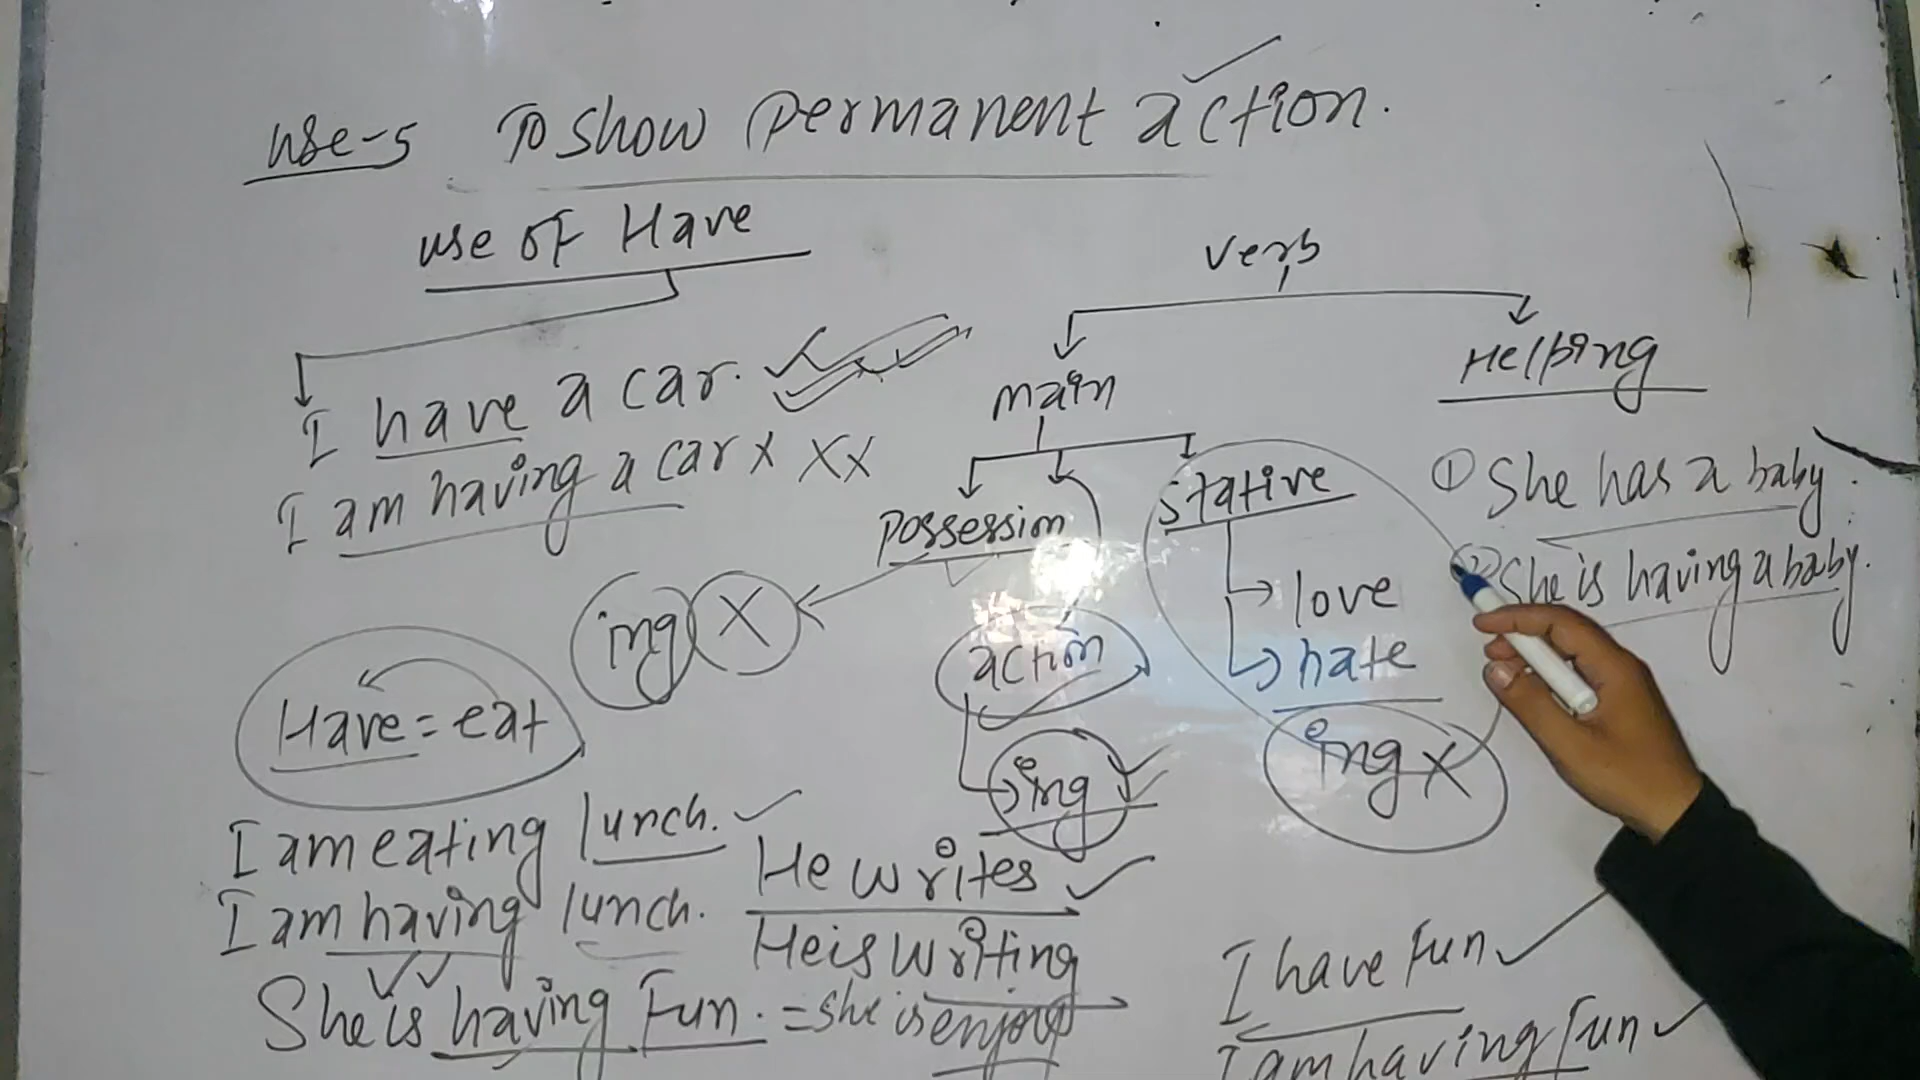 use-5 To show permanent action.
use of Have
I have a car.
I am having a car x x x
ing X
Have = eat
I am eating lunch.
I am having lunch.
She is having Fun. = she is enjoy
verb
main
Helping
Possession
action
ing
stative
love
hate
ing X
He writes
He is writing
① She has a baby.
② She is having a baby.
I have Fun
I am having Fun